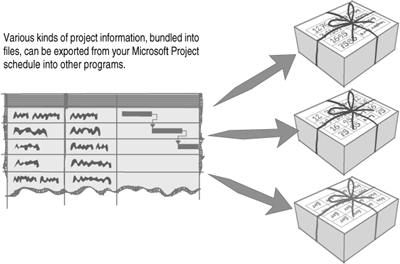 Various kinds of project information, bundled into
files, can be exported from your Microsoft Project
schedule into other programs.